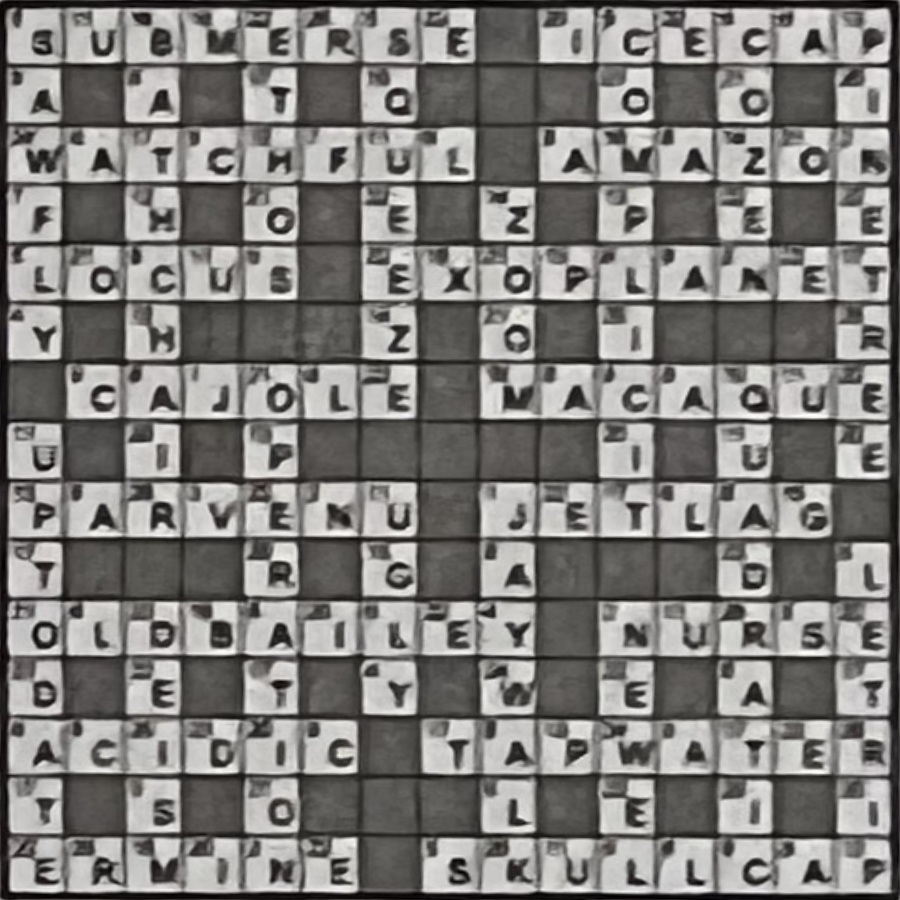 SUBMERSE ICECAP
A A T Q O O I
WATCHFUL AMAZON
F H O E Z P E E
LOCUS EXOPLANET
Y H Z O I R
CAJOLE MACAQUE
U I P I U E
PARVENU JETLAG
T R G A D L
OLDBAILEY NURSE
D E T Y W E A T
ACIDIC TAPWATER
T S O L E I I
ERMINE SKULLCAP